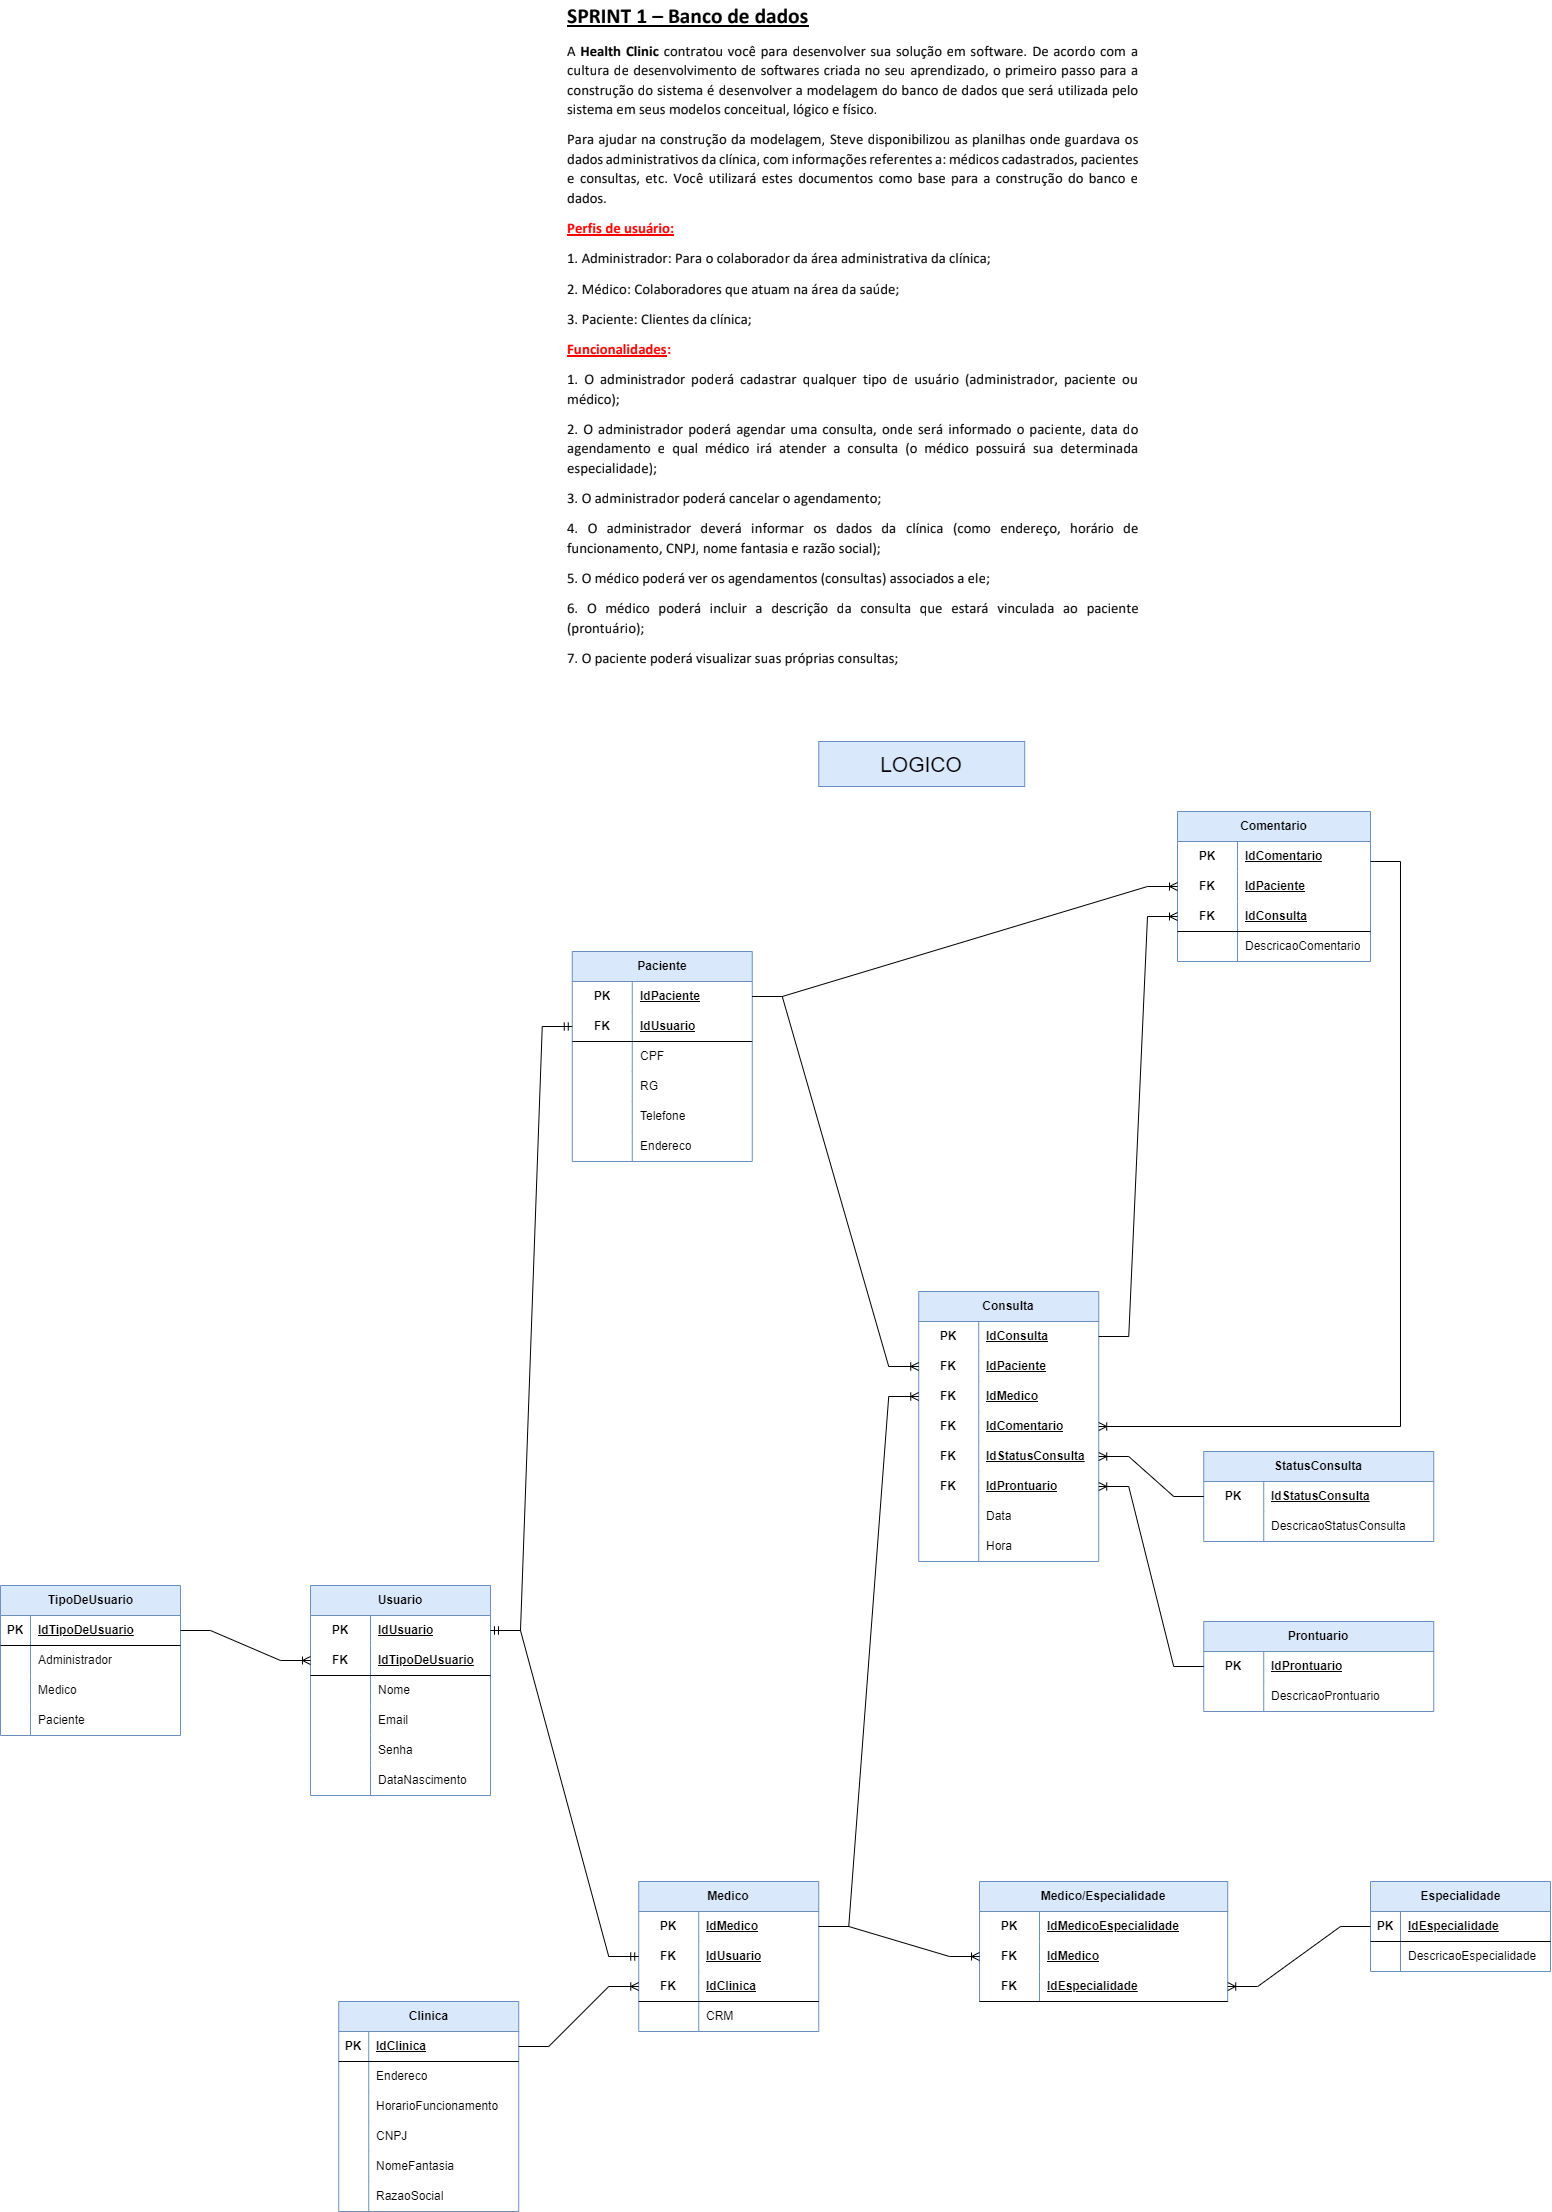 SPRINT 1 – Banco de dados
A Health Clinic contratou você para desenvolver sua solução em software. De acordo com a
cultura de desenvolvimento de softwares criada no seu aprendizado, o primeiro passo para a
construção do sistema é desenvolver a modelagem do banco de dados que será utilizada pelo
sistema em seus modelos conceitual, lógico e físico.
Para ajudar na construção da modelagem, Steve disponibilizou as planilhas onde guardava os
dados administrativos da clínica, com informações referentes a: médicos cadastrados, pacientes
e consultas, etc. Você utilizará estes documentos como base para a construção do banco e
dados.
Perfis de usuário:
1. Administrador: Para o colaborador da área administrativa da clínica;
2. Médico: Colaboradores que atuam na área da saúde;
3. Paciente: Clientes da clínica;
Funcionalidades:
1. O administrador poderá cadastrar qualquer tipo de usuário (administrador, paciente ou
médico);
2. O administrador poderá agendar uma consulta, onde será informado o paciente, data do
agendamento e qual médico irá atender a consulta (o médico possuirá sua determinada
especialidade);
3. O administrador poderá cancelar o agendamento;
4. O administrador deverá informar os dados da clínica (como endereço, horário de
funcionamento, CNPJ, nome fantasia e razão social);
5. O médico poderá ver os agendamentos (consultas) associados a ele;
6. O médico poderá incluir a descrição da consulta que estará vinculada ao paciente
(prontuário);
7. O paciente poderá visualizar suas próprias consultas;
LOGICO
Comentario
PK IdComentario
FK IdPaciente
FK IdConsulta
DescricaoComentario
Paciente
PK IdPaciente
FK IdUsuario
CPF
RG
Telefone
Endereco
Consulta
PK IdConsulta
FK IdPaciente
FK IdMedico
FK IdComentario
FK IdStatusConsulta
FK IdProntuario
Data
Hora
StatusConsulta
PK IdStatusConsulta
DescricaoStatusConsulta
TipoDeUsuario
PK IdTipoDeUsuario
Administrador
Medico
Paciente
Usuario
PK IdUsuario
FK IdTipoDeUsuario
Nome
Email
Senha
DataNascimento
Prontuario
PK IdProntuario
DescricaoProntuario
Medico
PK IdMedico
FK IdUsuario
FK IdClinica
CRM
Medico/Especialidade
PK IdMedicoEspecialidade
FK IdMedico
FK IdEspecialidade
Especialidade
PK IdEspecialidade
DescricaoEspecialidade
Clinica
PK IdClinica
Endereco
HorarioFuncionamento
CNPJ
NomeFantasia
RazaoSocial